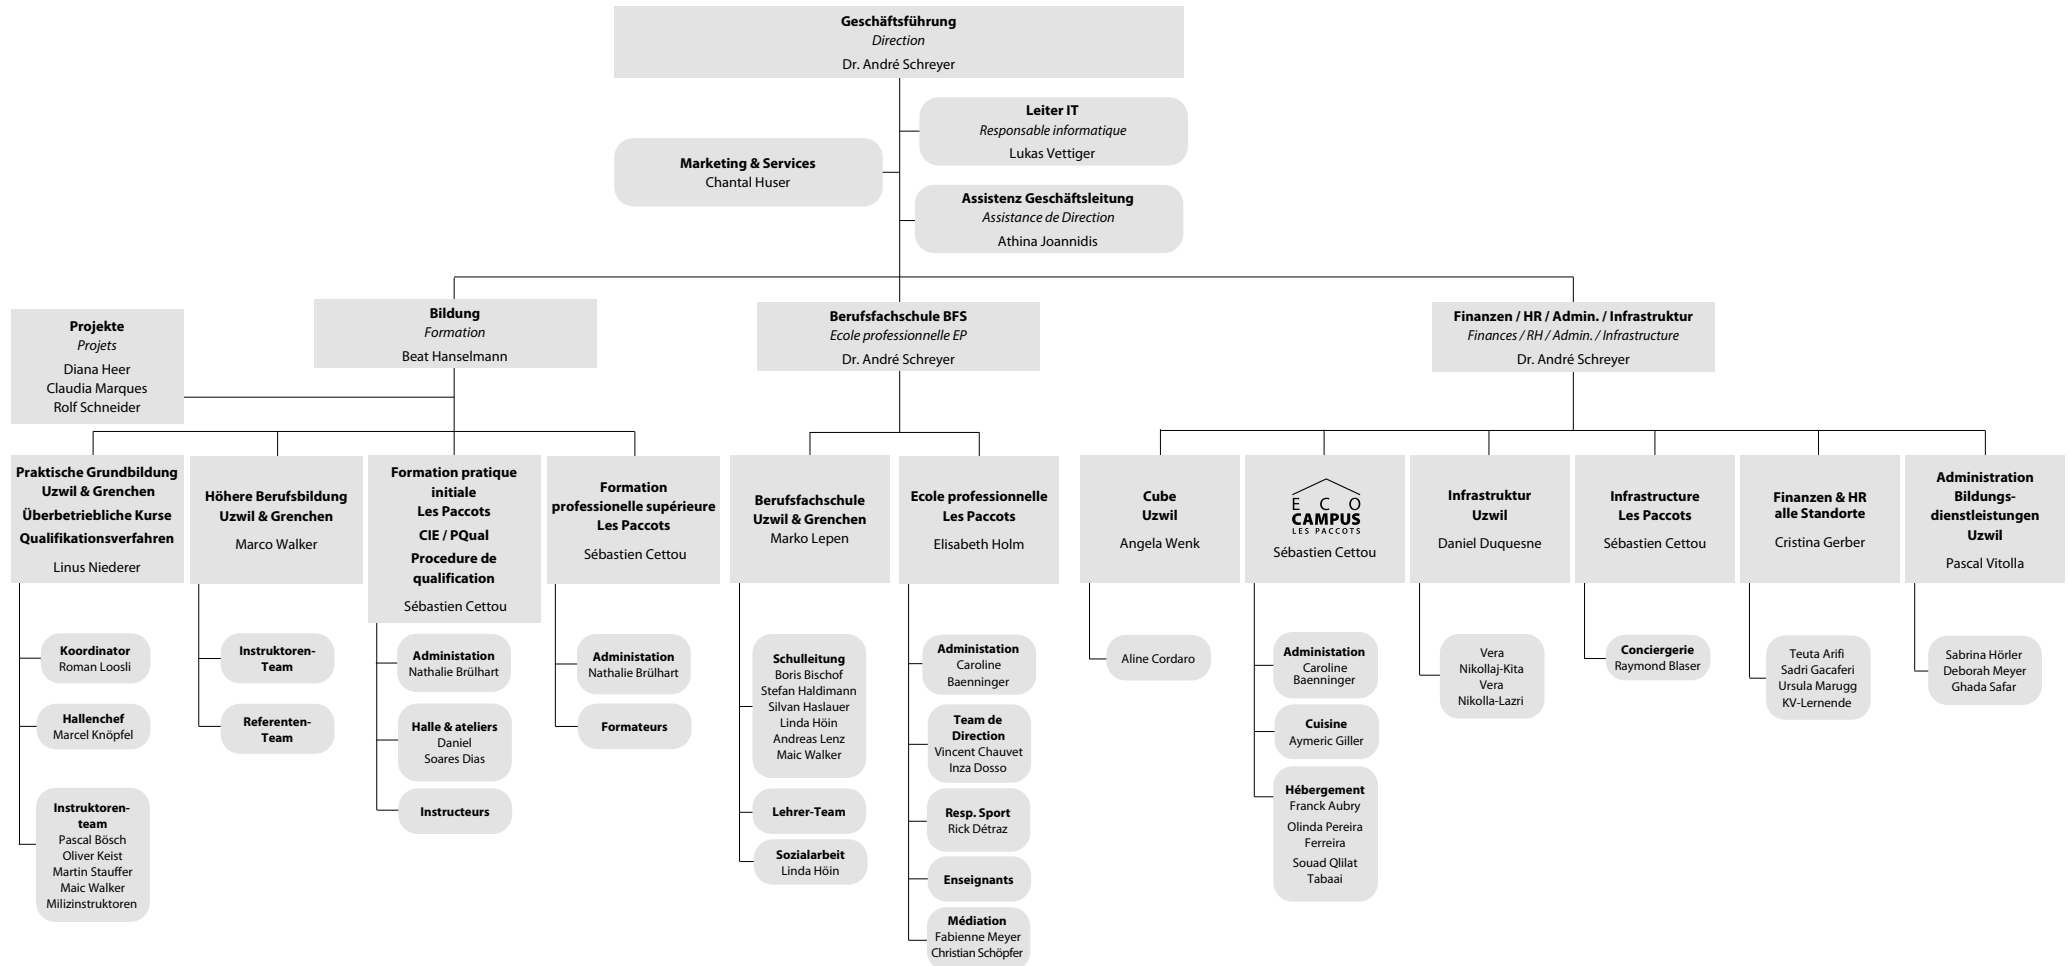 Geschäftsführung
Direction
Dr. André Schreyer
Leiter IT
Responsable informatique
Lukas Vettiger
Marketing & Services
Chantal Huser
Assistenz Geschäftsleitung
Assistance de Direction
Athina Joannidis
Projekte
Projets
Diana Heer
Claudia Marques
Rolf Schneider
Bildung
Formation
Beat Hanselmann
Berufsfachschule BFS
Ecole professionnelle EP
Dr. André Schreyer
Finanzen / HR / Admin. / Infrastruktur
Finances / RH / Admin. / Infrastructure
Dr. André Schreyer
Praktische Grundbildung
Uzwil & Grenchen
Überbetriebliche Kurse
Qualifikationsverfahren
Linus Niederer
Koordinator
Roman Loosli
Hallenchef
Marcel Knöpfel
Instruktoren-
team
Pascal Bösch
Oliver Keist
Martin Stauffer
Maic Walker
Milizinstruktoren
Höhere Berufsbildung
Uzwil & Grenchen
Marco Walker
Instruktoren-
Team
Referenten-
Team
Formation pratique
initiale
Les Paccots
CIE / PQual
Procedure de
qualification
Sébastien Cettou
Administation
Nathalie Brülhart
Halle & ateliers
Daniel
Soares Dias
Instructeurs
Formation
professionelle supérieure
Les Paccots
Sébastien Cettou
Administation
Nathalie Brülhart
Formateurs
Berufsfachschule
Uzwil & Grenchen
Marko Lepen
Schulleitung
Boris Bischof
Stefan Haldimann
Silvan Haslauer
Linda Höin
Andreas Lenz
Maic Walker
Lehrer-Team
Sozialarbeit
Linda Höin
Ecole professionnelle
Les Paccots
Elisabeth Holm
Administation
Caroline
Baenninger
Team de
Direction
Vincent Chauvet
Inza Dosso
Resp. Sport
Rick Détraz
Enseignants
Médiation
Fabienne Meyer
Christian Schöpfer
Cube
Uzwil
Angela Wenk
Aline Cordaro
ECO
CAMPUS
LES PACCOTS
Sébastien Cettou
Administation
Caroline
Baenninger
Cuisine
Aymeric Giller
Hébergement
Franck Aubry
Olinda Pereira
Ferreira
Souad Qlilat
Tabaai
Infrastruktur
Uzwil
Daniel Duquesne
Vera
Nikollaj-Kita
Vera
Nikolla-Lazri
Infrastructure
Les Paccots
Sébastien Cettou
Conciergerie
Raymond Blaser
Finanzen & HR
alle Standorte
Cristina Gerber
Teuta Arifi
Sadri Gacaferi
Ursula Marugg
KV-Lernende
Administration
Bildungs-
dienstleistungen
Uzwil
Pascal Vitolla
Sabrina Hörler
Deborah Meyer
Ghada Safar